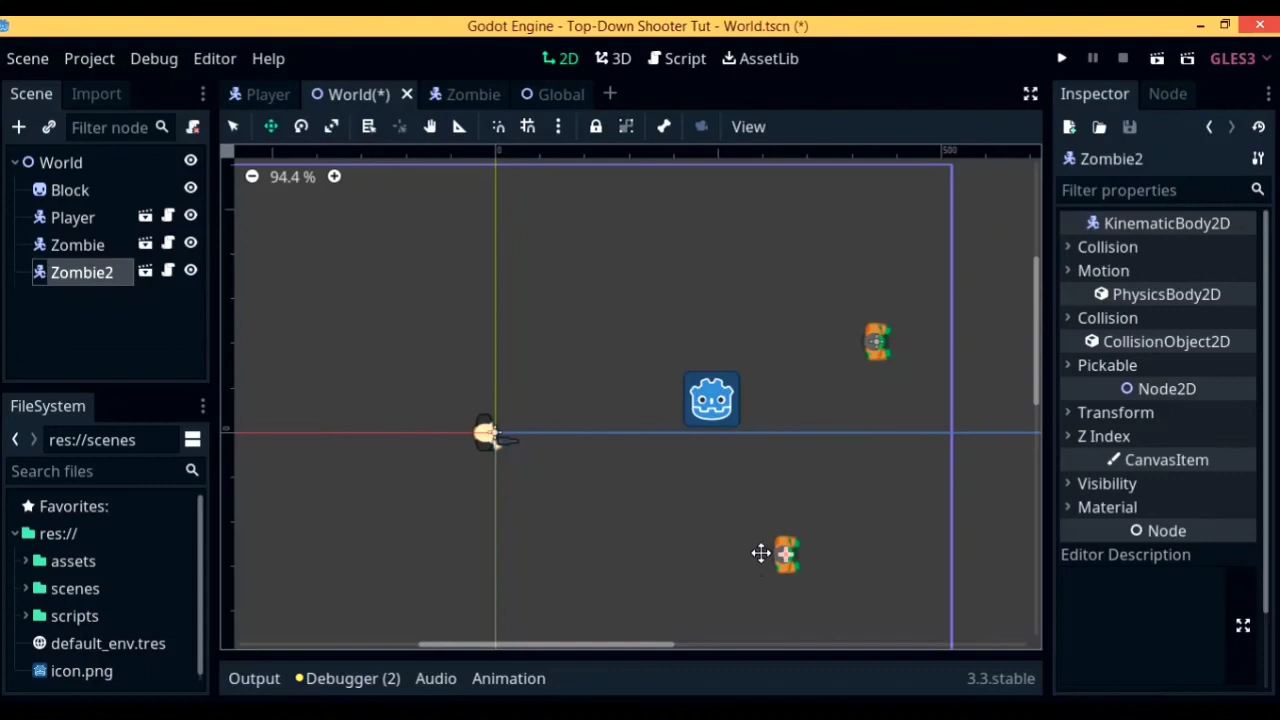 Godot Engine - Top-Down Shooter Tut - World.tscn (*)
Scene Project Debug Editor Help
2D 3D Script AssetLib
GLES3
Scene Import
Player World(*) Zombie Global
Inspector Node
Filter node
View
Zombie2
Filter properties
World
Block
Player
Zombie
Zombie2
0 500
94.4 %
0
KinematicBody2D
Collision
Motion
PhysicsBody2D
Collision
CollisionObject2D
Pickable
Node2D
Transform
Z Index
CanvasItem
Visibility
Material
Node
Editor Description
FileSystem
res://scenes
Search files
Favorites:
res://
assets
scenes
scripts
default_env.tres
icon.png
Output Debugger (2) Audio Animation
3.3.stable